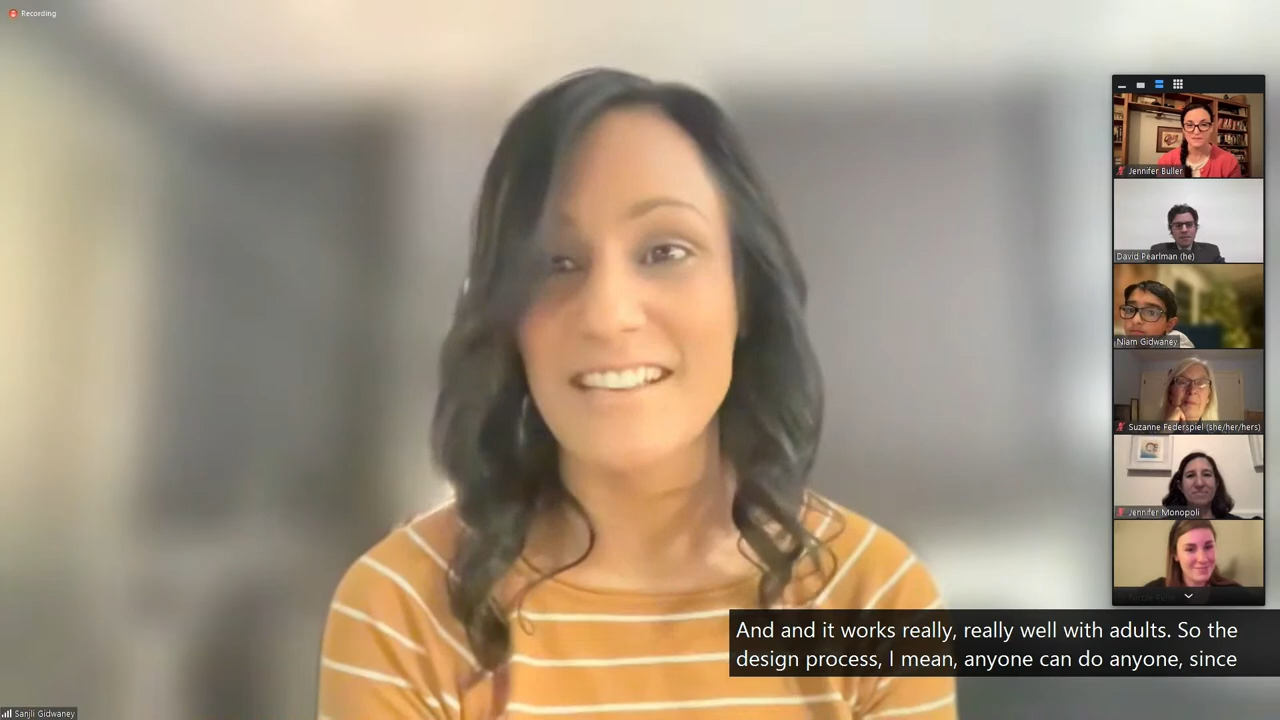 Recording
Jennifer Buller
David Pearlman (he)
Niam Gidwaney
Suzanne Federspiel (she/her/hers)
Jennifer Monopoli
And and it works really, really well with adults. So the
design process, I mean, anyone can do anyone, since
Sanjli Gidwaney